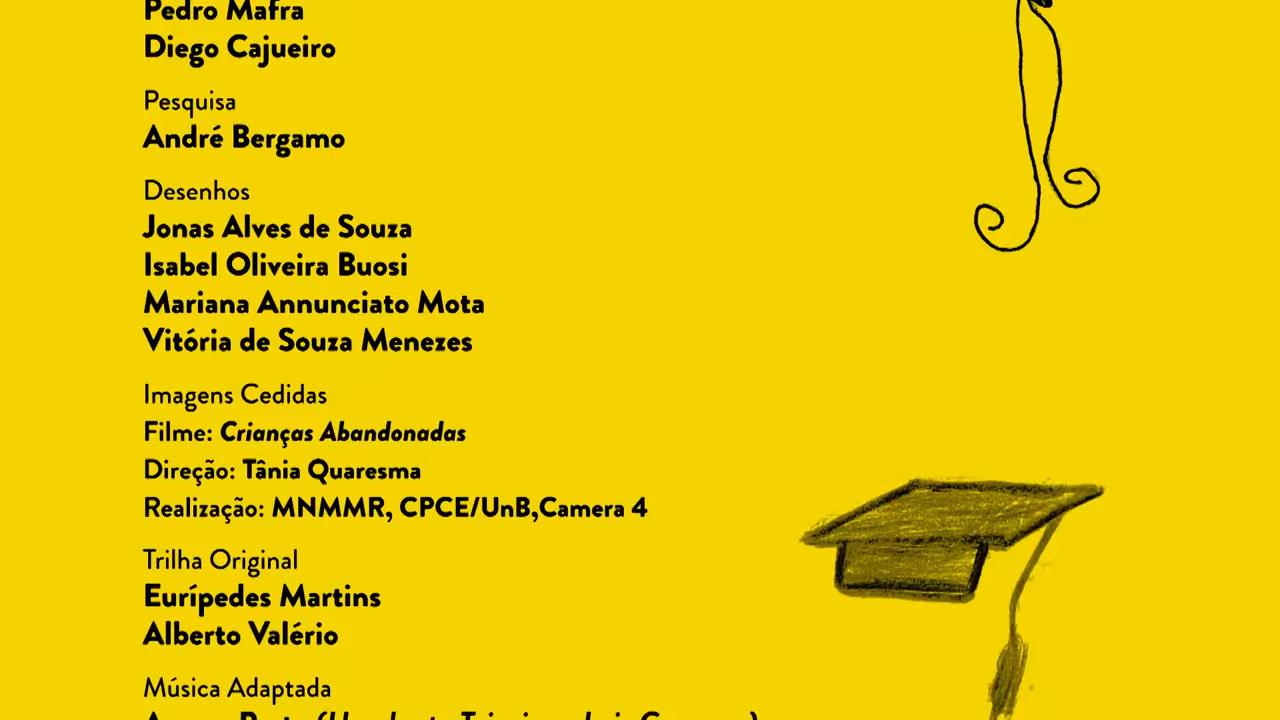 Pedro Mafra
Diego Cajueiro
Pesquisa
André Bergamo
Desenhos
Jonas Alves de Souza
Isabel Oliveira Buosi
Mariana Annunciato Mota
Vitória de Souza Menezes
Imagens Cedidas
Filme: Crianças Abandonadas
Direção: Tânia Quaresma
Realização: MNMMR, CPCE/UnB,Camera 4
Trilha Original
Eurípedes Martins
Alberto Valério
Música Adaptada